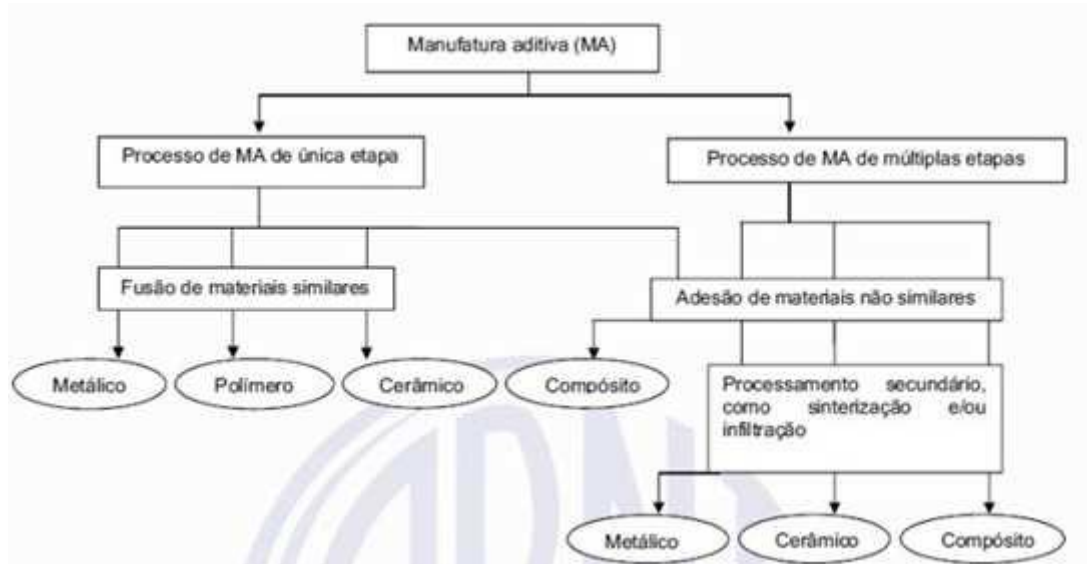 Manufatura aditiva (MA)
Processo de MA de única etapa
Processo de MA de múltiplas etapas
Fusão de materiais similares
Adesão de materiais não similares
Metálico
Polímero
Cerâmico
Compósito
Processamento secundário,
como sinterização e/ou
infiltração
Metálico
Cerâmico
Compósito